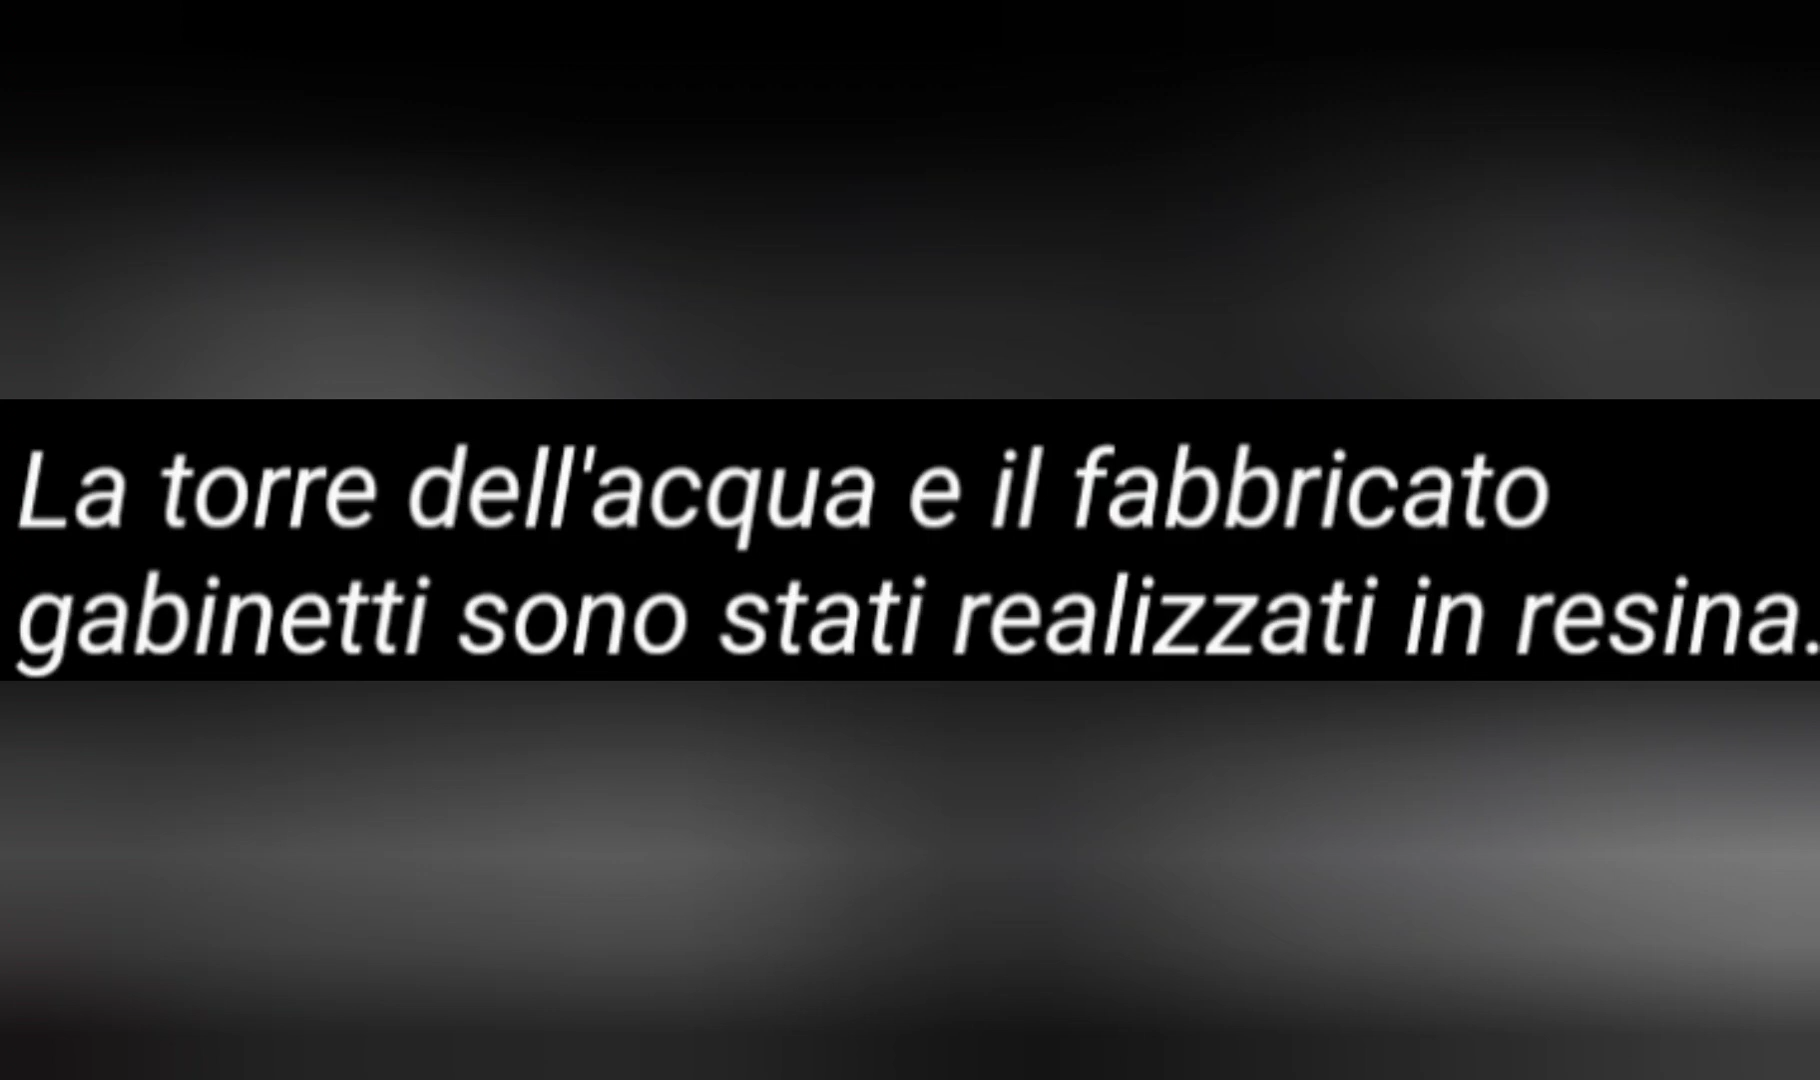 La torre dell'acqua e il fabbricato
gabinetti sono stati realizzati in resina.